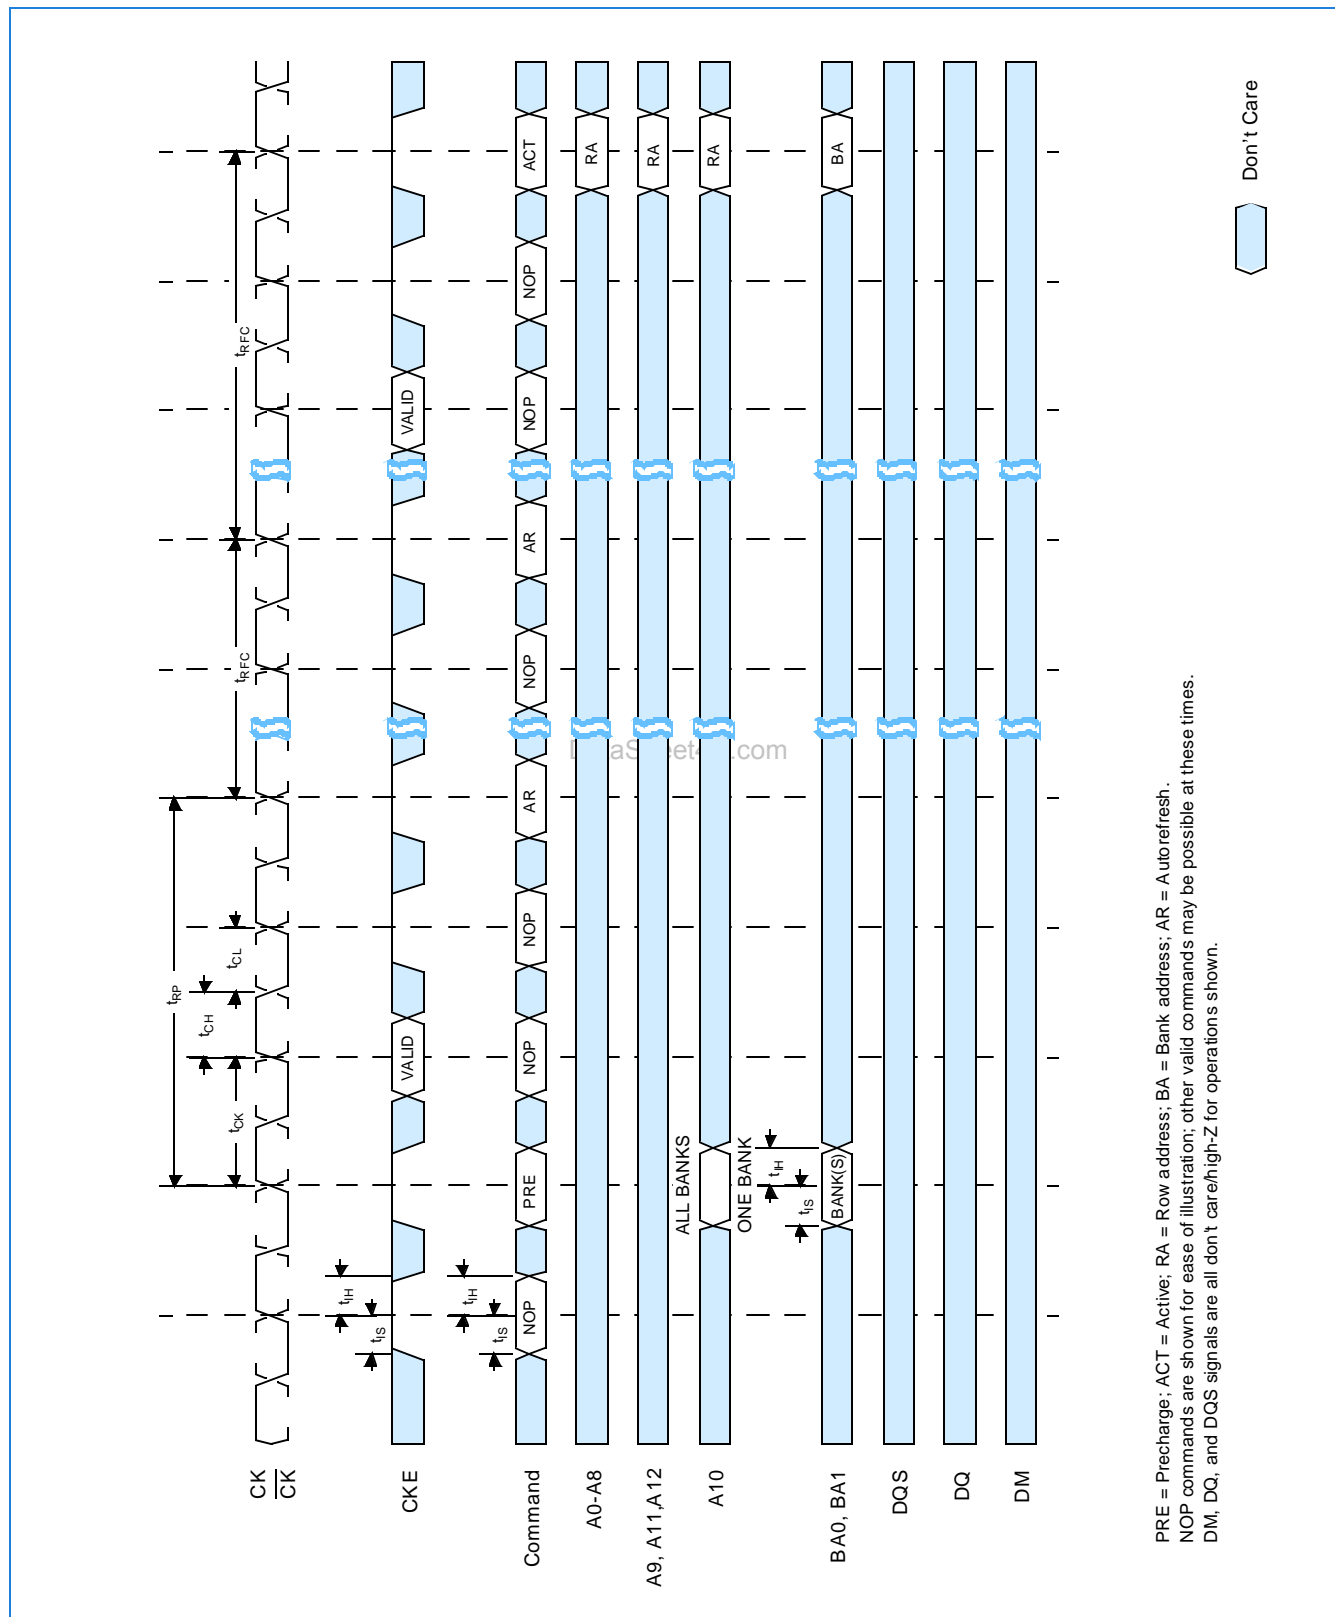 CK
CK
CKE
Command
A0-A8
A9, A11,A12
A10
BA0, BA1
DQS
DQ
DM
tRP
tCH
tCK
tCL
tRFC
tRFC
tIH
tIS
VALID
VALID
tIH
tIS
NOP
PRE
NOP
NOP
AR
NOP
AR
NOP
NOP
ACT
RA
RA
ALL BANKS
ONE BANK
RA
tIH
tIS
BANK(S)
BA
Don't Care
PRE = Precharge; ACT = Active; RA = Row address; BA = Bank address; AR = Autorefresh.
NOP commands are shown for ease of illustration; other valid commands may be possible at these times.
DM, DQ, and DQS signals are all don't care/high-Z for operations shown.
.com